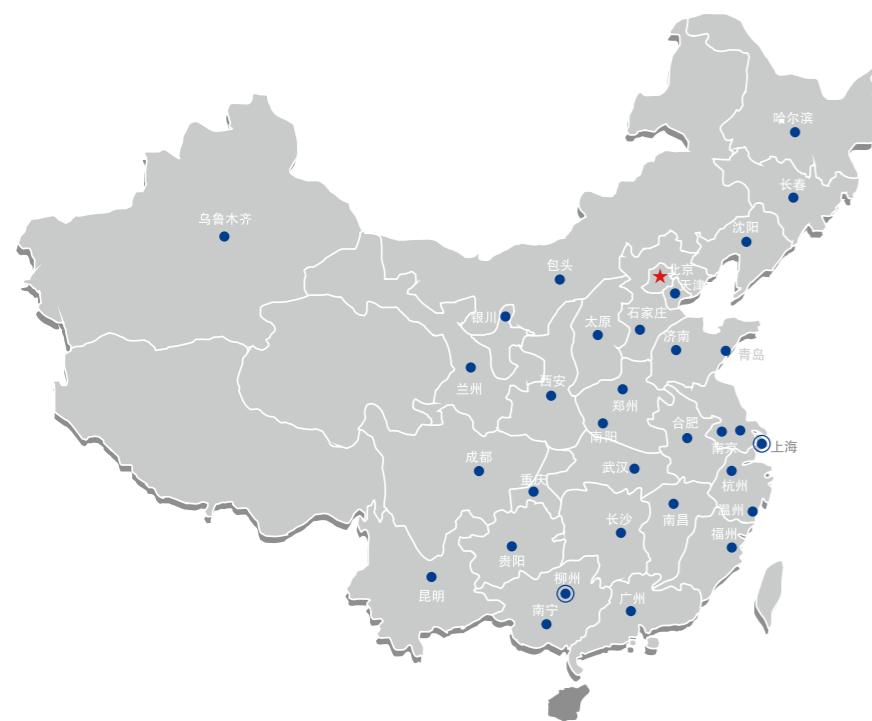 哈尔滨
长春
乌鲁木齐
沈阳
包头
北京
天津
银川
石家庄
太原
济南
青岛
兰州
西安
郑州
合肥
南阳
南京
上海
成都
武汉
重庆
杭州
温州
长沙
南昌
福州
贵阳
柳州
昆明
广州
南宁